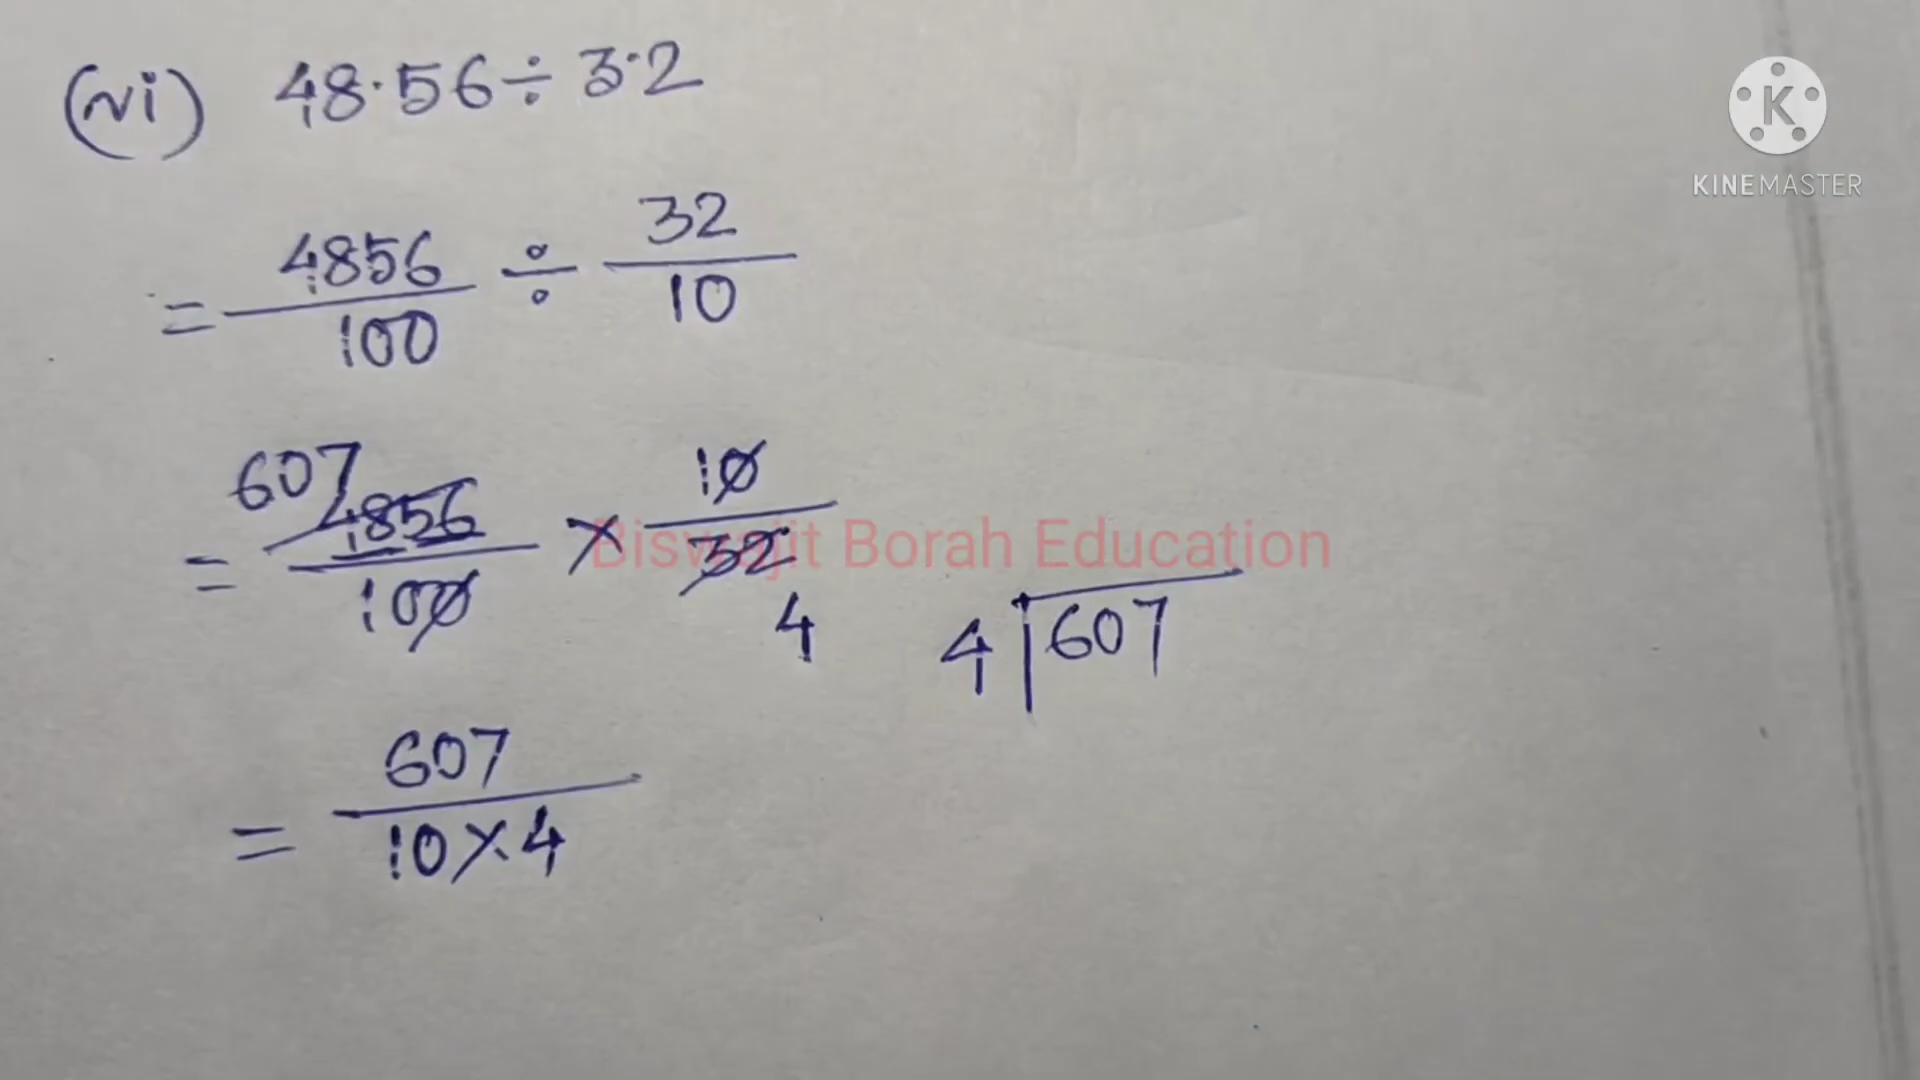 (vi) 48.56 ÷ 3.2
KINEMASTER
= 4856/100 ÷ 32/10
= 607 4856/100 × 10/32 4
Biswajit Borah Education
4 607
= 607/10×4